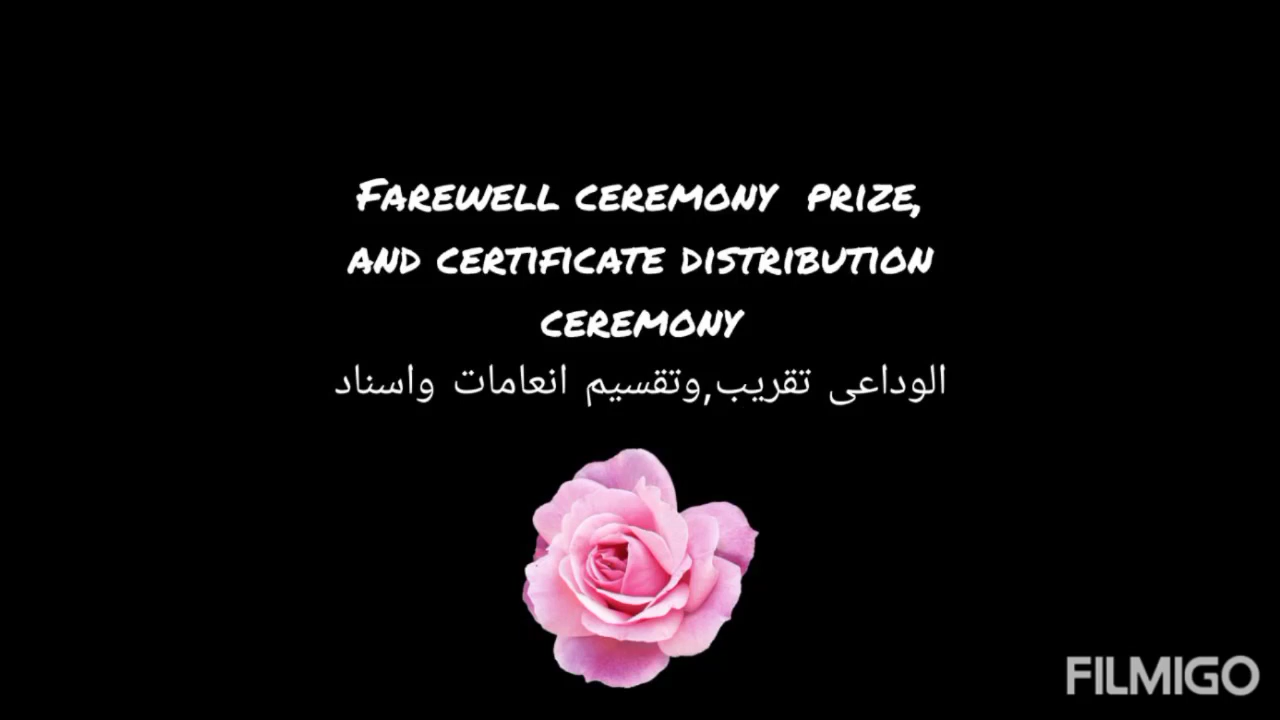 FAREWELL CEREMONY PRIZE,
AND CERTIFICATE DISTRIBUTION
CEREMONY
الوداعی تقریب,وتقسیم انعامات واسناد
FILMIGO